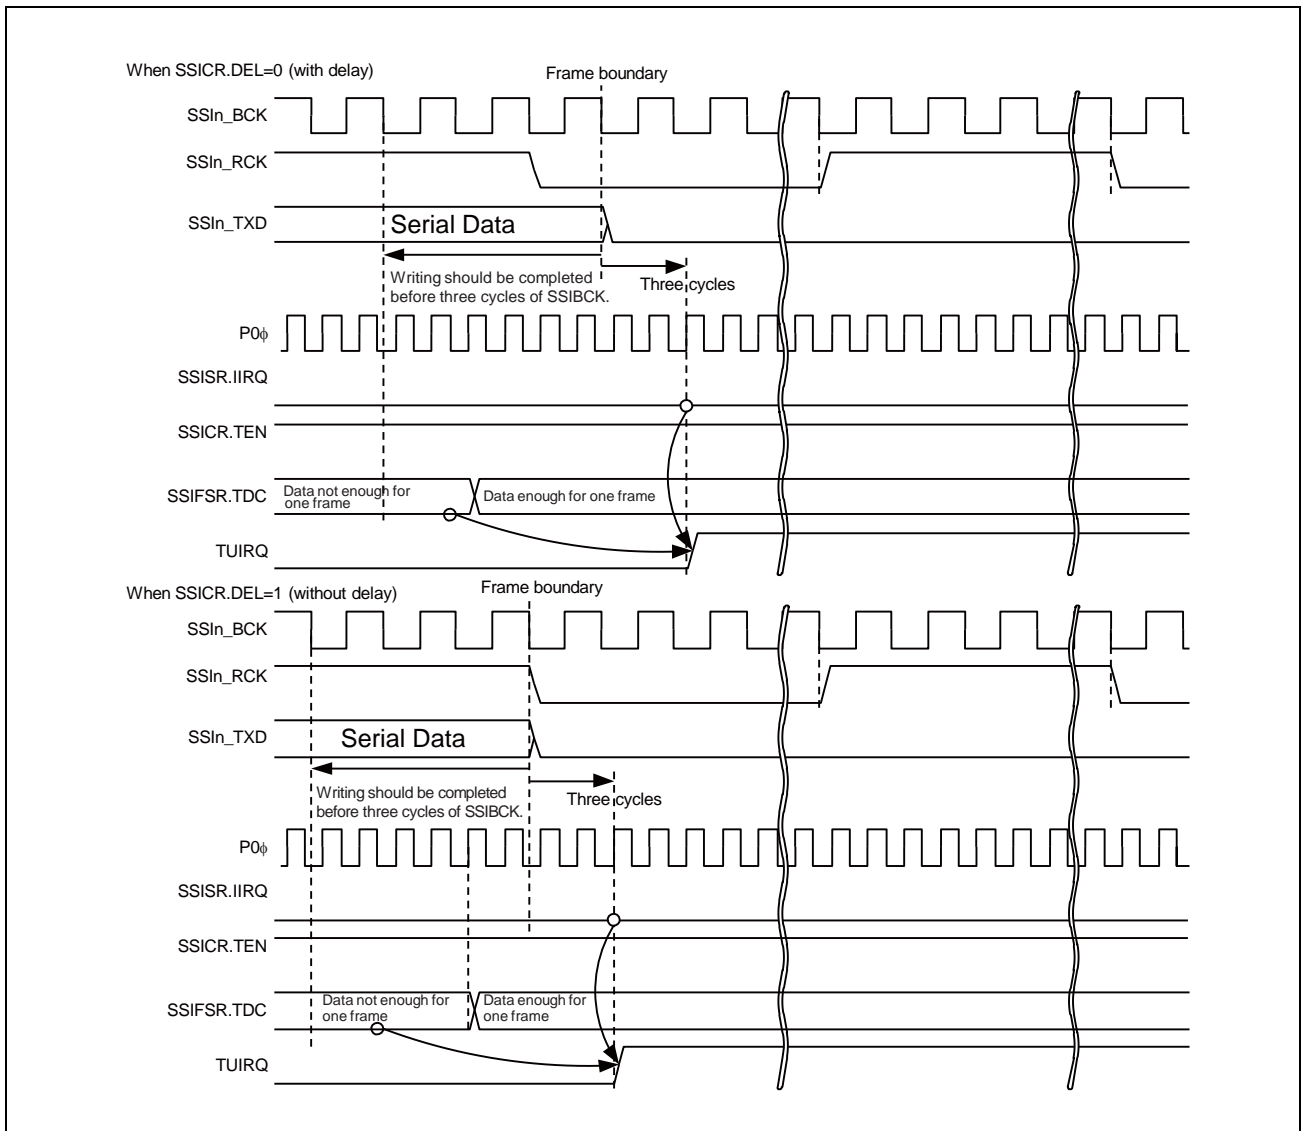 When SSICR.DEL=0 (with delay)
Frame boundary
SSIn_BCK
SSIn_RCK
SSIn_TXD
Serial Data
Writing should be completed
before three cycles of SSIBCK.
Three cycles
P0ϕ
SSISR.IIRQ
SSICR.TEN
SSIFSR.TDC
Data not enough for
one frame
Data enough for one frame
TUIRQ
When SSICR.DEL=1 (without delay)
Frame boundary
SSIn_BCK
SSIn_RCK
SSIn_TXD
Serial Data
Writing should be completed
before three cycles of SSIBCK.
Three cycles
P0ϕ
SSISR.IIRQ
SSICR.TEN
SSIFSR.TDC
Data not enough for
one frame
Data enough for
one frame
TUIRQ